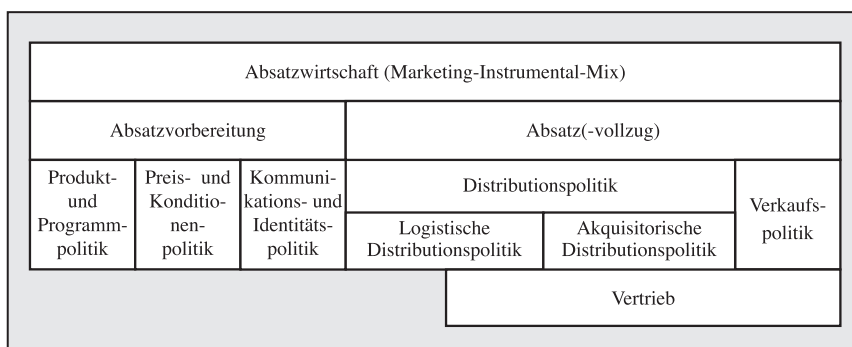 Absatzwirtschaft (Marketing-Instrumental-Mix)
Absatzvorbereitung
Absatz(-vollzug)
Produkt-
und
Programm-
politik
Preis- und
Konditio-
nen-
politik
Kommuni-
kations- und
Identitäts-
politik
Distributionspolitik
Logistische
Distributionspolitik
Akquisitorische
Distributionspolitik
Verkaufs-
politik
Vertrieb